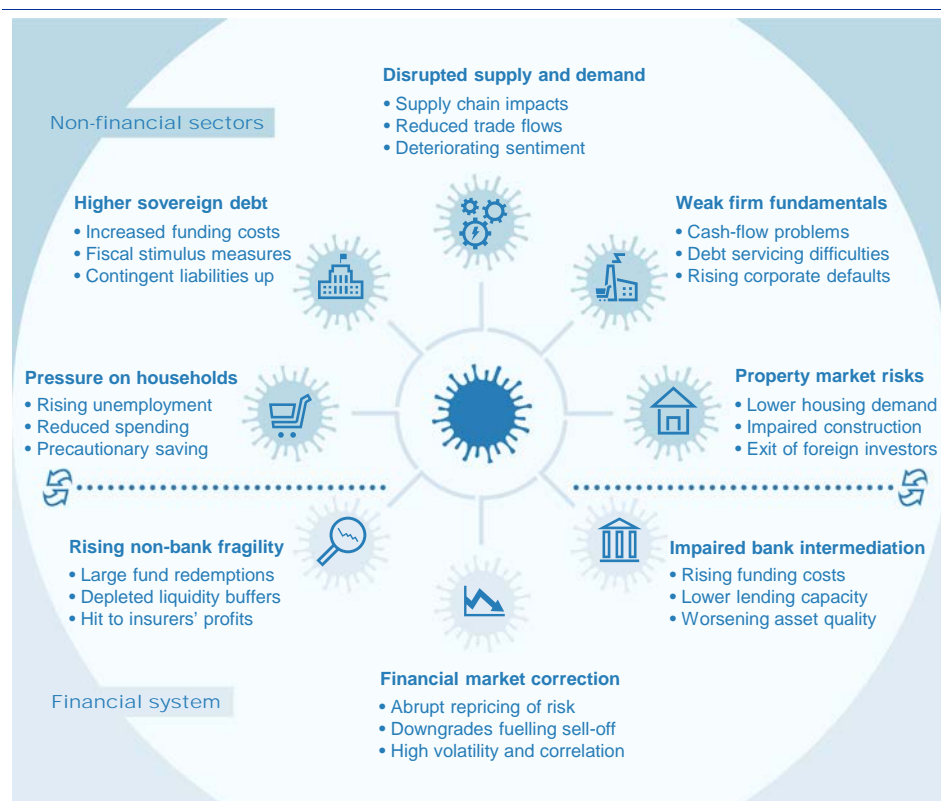 Disrupted supply and demand
• Supply chain impacts
• Reduced trade flows
• Deteriorating sentiment
Non-financial sectors
Higher sovereign debt
• Increased funding costs
• Fiscal stimulus measures
• Contingent liabilities up
Weak firm fundamentals
• Cash-flow problems
• Debt servicing difficulties
• Rising corporate defaults
Pressure on households
• Rising unemployment
• Reduced spending
• Precautionary saving
Property market risks
• Lower housing demand
• Impaired construction
• Exit of foreign investors
Rising non-bank fragility
• Large fund redemptions
• Depleted liquidity buffers
• Hit to insurers’ profits
Impaired bank intermediation
• Rising funding costs
• Lower lending capacity
• Worsening asset quality
Financial market correction
• Abrupt repricing of risk
• Downgrades fuelling sell-off
• High volatility and correlation
Financial system